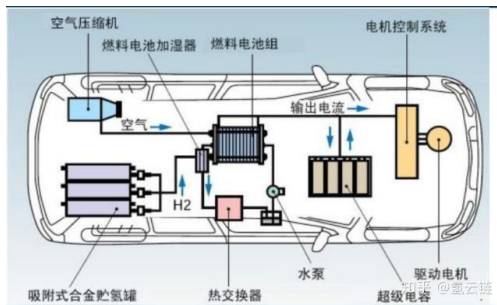 空气压缩机
燃料电池加湿器
燃料电池组
电机控制系统
输出电流
空气
H2
吸附式合金贮氢罐
热交换器
水泵
超级电容
驱动电机
知乎 @氢云链